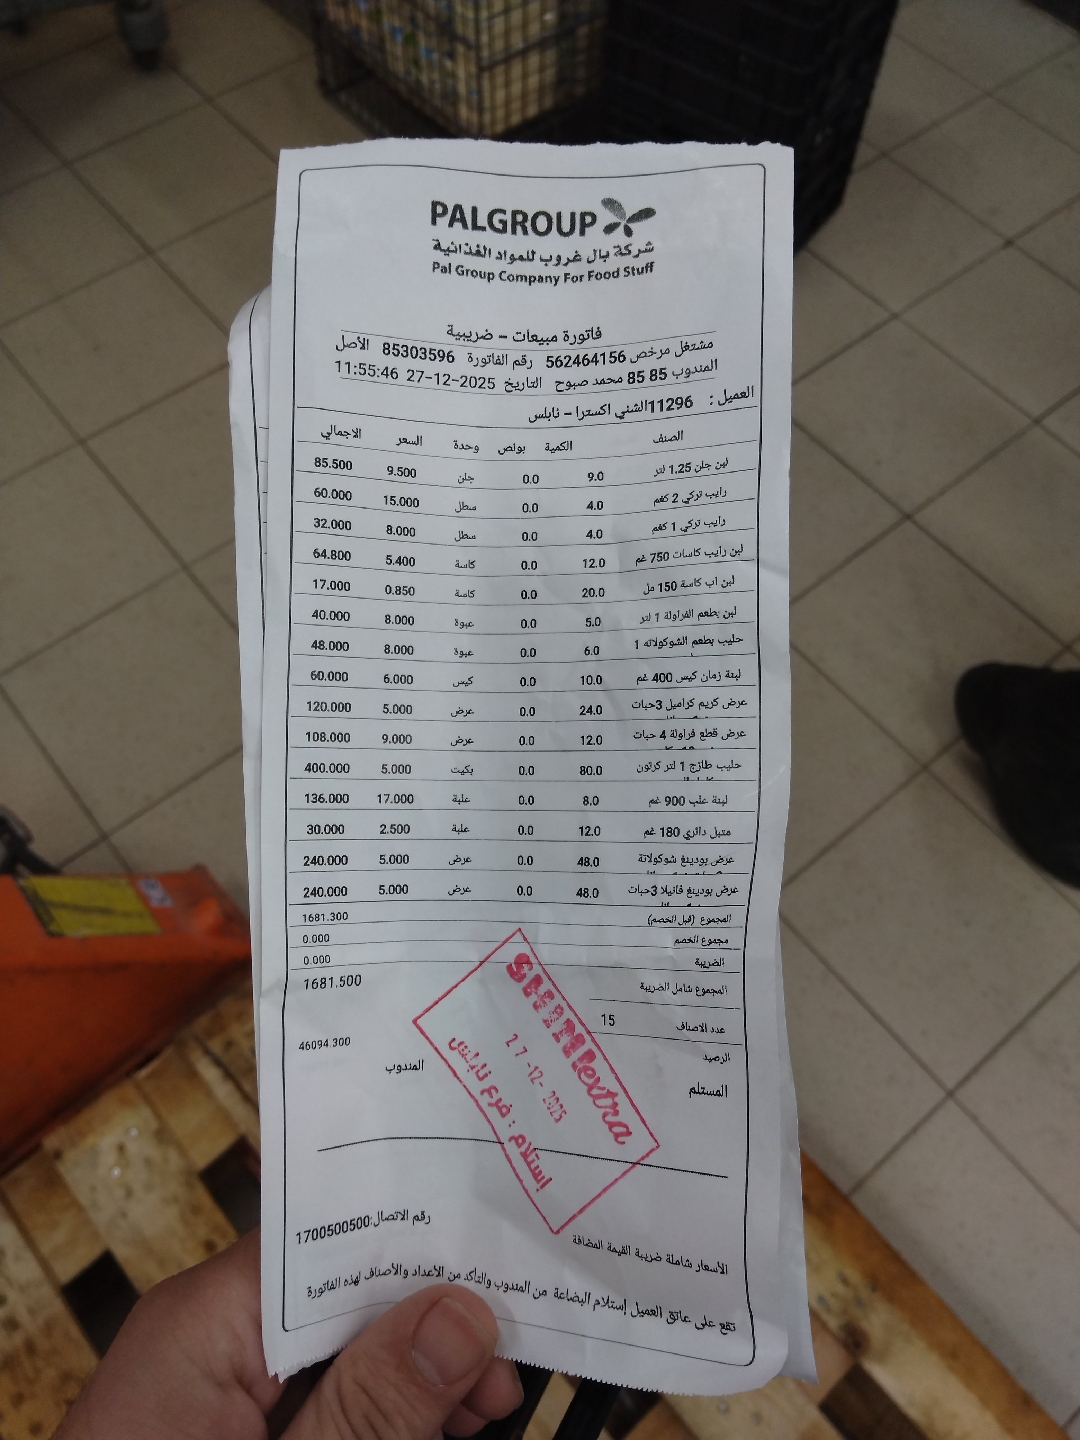 PALGROUP
شركة بال غروب للمواد الغذائية
Pal Group Company For Food Stuff
فاتورة مبيعات - ضريبية
مشتغل مرخص 562464156 رقم الفاتورة 85303596 الأصل
المندوب 85 85 محمد صبوح التاريخ 27-12-2025 11:55:46
العميل : 11296الشني اكسترا - نابلس
الصنف الكمية بونص وحدة السعر الاجمالي
لبن جلن 1.25 لتر 9.0 0.0 جلن 9.500 85.500
رايب تركي 2 كغم 4.0 0.0 سطل 15.000 60.000
رايب تركي 1 كغم 4.0 0.0 سطل 8.000 32.000
لبن رايب كاسات 750 غم 12.0 0.0 كاسة 5.400 64.800
لبن اب كاسة 150 مل 20.0 0.0 كاسة 0.850 17.000
لبن بطعم الفراولة 1 لتر 5.0 0.0 عبوة 8.000 40.000
حليب بطعم الشوكولاته 1 6.0 0.0 عبوة 8.000 48.000
لبنة زمان كيس 400 غم 10.0 0.0 كيس 6.000 60.000
عرض كريم كراميل 3حبات 24.0 0.0 عرض 5.000 120.000
عرض قطع فراولة 4 حبات 12.0 0.0 عرض 9.000 108.000
حليب طازج 1 لتر كرتون 80.0 0.0 بكيت 5.000 400.000
لبنة علب 900 غم 8.0 0.0 علبة 17.000 136.000
متبل دائري 180 غم 12.0 0.0 علبة 2.500 30.000
عرض بودينغ شوكولاتة 48.0 0.0 عرض 5.000 240.000
عرض بودينغ فانيلا 3حبات 48.0 0.0 عرض 5.000 240.000
المجموع (قبل الخصم) 1681.300
مجموع الخصم 0.000
الضريبة 0.000
المجموع شامل الضريبة 1681.500
عدد الاصناف 15
الرصيد 46094.300
المستلم المندوب
SHINIextra
27-12-2025
إستلام : فرع نابلس
رقم الاتصال:1700500500
الأسعار شاملة ضريبة القيمة المضافة
تقع على عاتق العميل إستلام البضاعة من المندوب والتأكد من الأعداد والأصناف لهذه الفاتورة